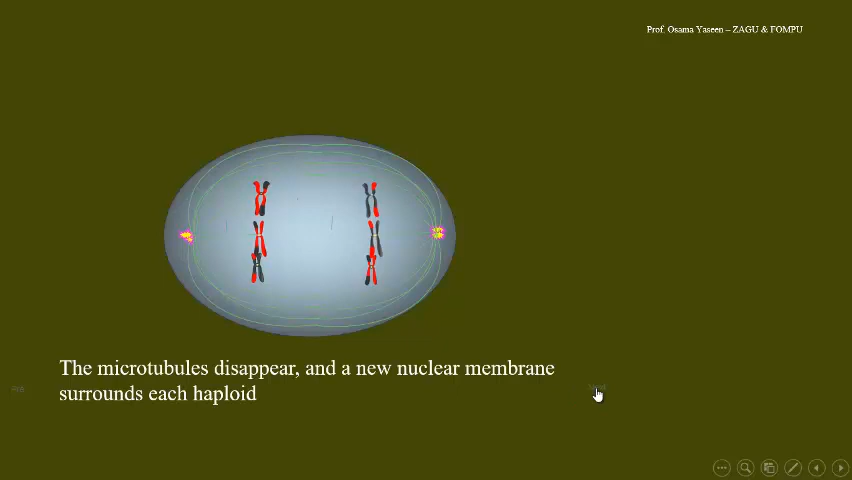 Prof. Osama Yaseen – ZAGU & FOMPU
The microtubules disappear, and a new nuclear membrane
surrounds each haploid